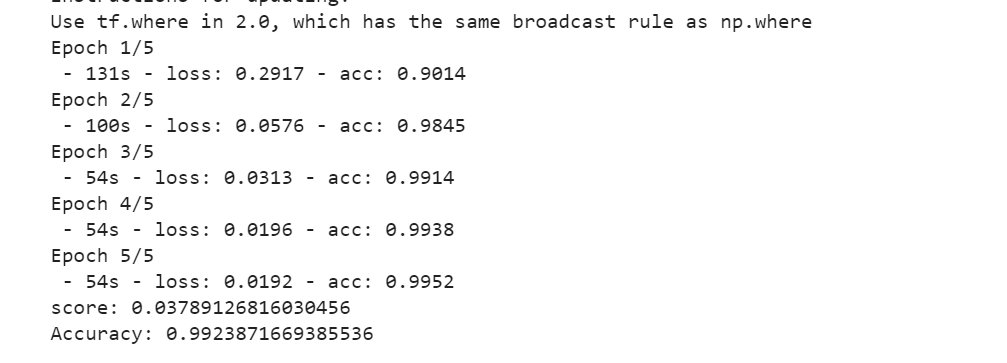 Instructions for updating:
Use tf.where in 2.0, which has the same broadcast rule as np.where
Epoch 1/5
 - 131s - loss: 0.2917 - acc: 0.9014
Epoch 2/5
 - 100s - loss: 0.0576 - acc: 0.9845
Epoch 3/5
 - 54s - loss: 0.0313 - acc: 0.9914
Epoch 4/5
 - 54s - loss: 0.0196 - acc: 0.9938
Epoch 5/5
 - 54s - loss: 0.0192 - acc: 0.9952
score: 0.03789126816030456
Accuracy: 0.9923871669385536